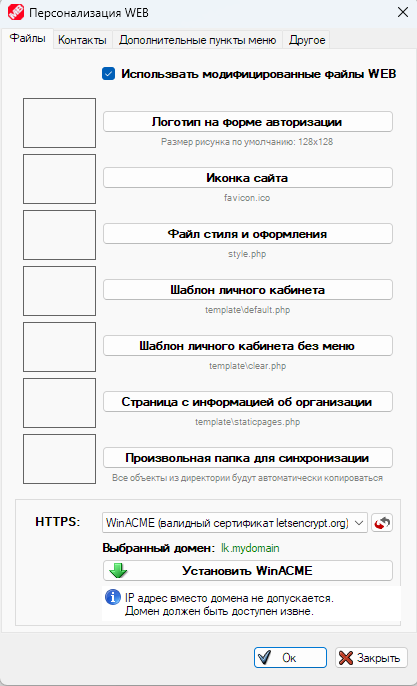 Персонализация WEB
Файлы Контакты Дополнительные пункты меню Другое
Использвать модифицированные файлы WEB
Логотип на форме авторизации
Размер рисунка по умолчанию: 128x128
Иконка сайта
favicon.ico
Файл стиля и оформления
style.php
Шаблон личного кабинета
template\default.php
Шаблон личного кабинета без меню
template\clear.php
Страница с информацией об организации
template\staticpages.php
Произвольная папка для синхронизации
Все объекты из директории будут автоматически копироваться
HTTPS: WinACME (валидный сертификат letsencrypt.org)
Выбранный домен: lk.mydomain
Установить WinACME
IP адрес вместо домена не допускается.
Домен должен быть доступен извне.
Ок Закрыть